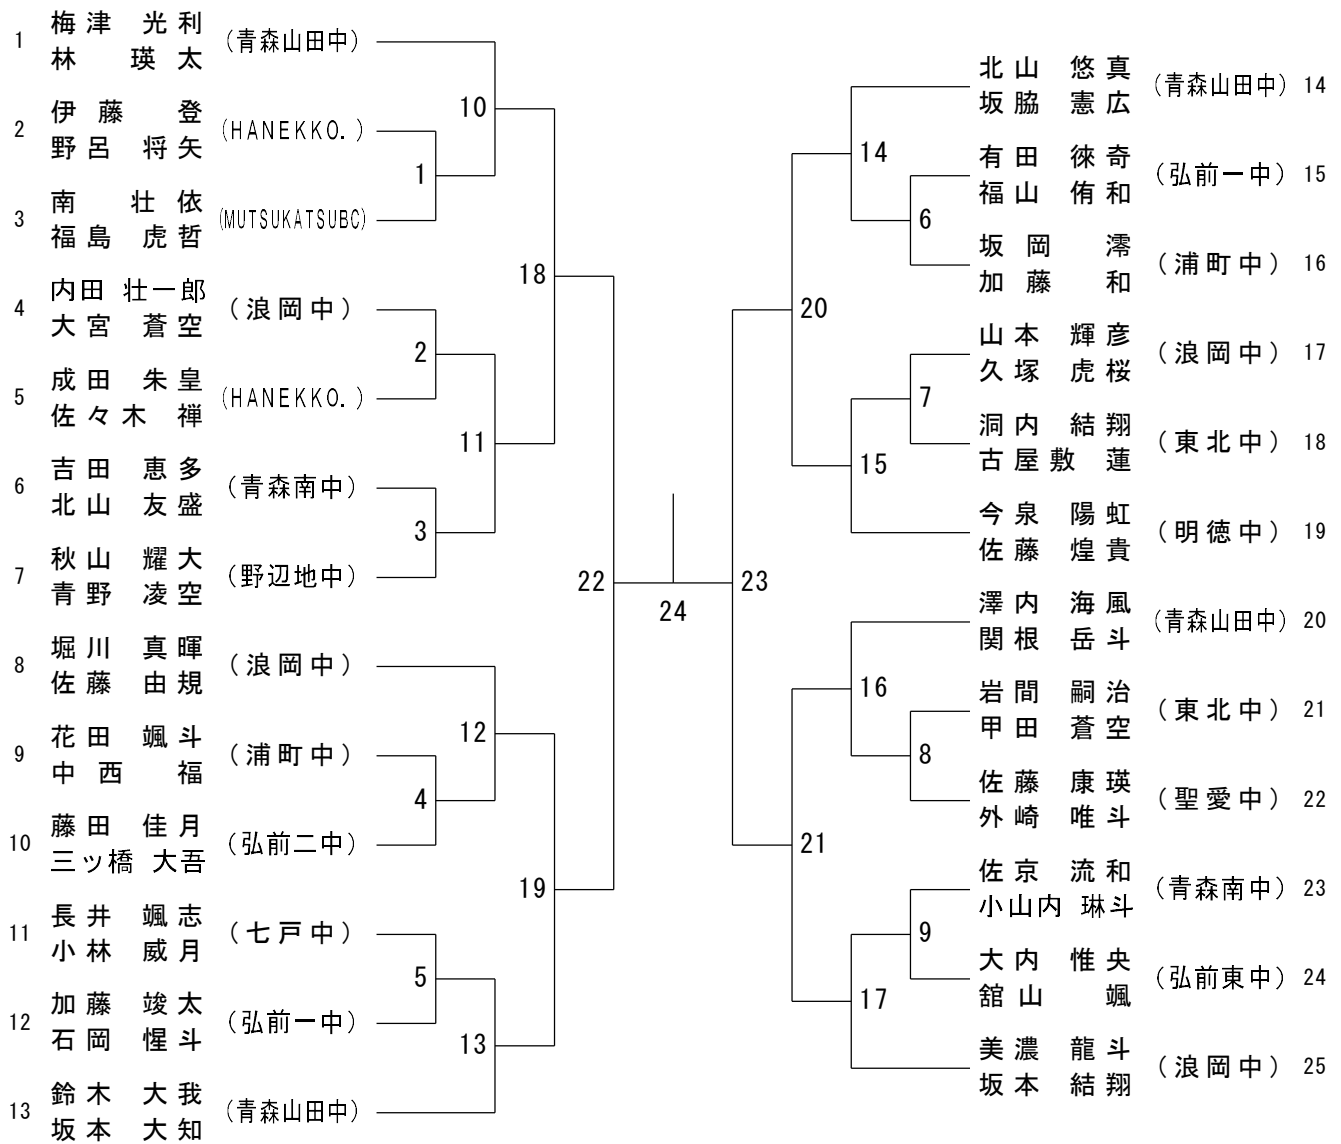 1 梅津 光利 (青森山田中)
林 瑛太
2 伊藤 登 (HANEKKO.)
野呂 将矢
3 南 壮依 (MUTSUKATSUBC)
福島 虎哲
4 内田 壮一郎 (浪岡中)
大宮 蒼空
5 成田 朱皇 (HANEKKO.)
佐々木 禅
6 吉田 恵多 (青森南中)
北山 友盛
7 秋山 耀大 (野辺地中)
青野 凌空
8 堀川 真暉 (浪岡中)
佐藤 由規
9 花田 颯斗 (浦町中)
中西 福
10 藤田 佳月 (弘前二中)
三ッ橋 大吾
11 長井 颯志 (七戸中)
小林 威月
12 加藤 竣太 (弘前一中)
石岡 惺斗
13 鈴木 大我 (青森山田中)
坂本 大知
10
1
18
2
11
3
22
12
4
19
5
13
24
23
14
6
20
7
15
16
8
21
9
17
北山 悠真 (青森山田中) 14
坂脇 憲広
有田 徠奇 (弘前一中) 15
福山 侑和
坂岡 澪 (浦町中) 16
加藤 和
山本 輝彦 (浪岡中) 17
久塚 虎桜
洞内 結翔 (東北中) 18
古屋敷 蓮
今泉 陽虹 (明徳中) 19
佐藤 煌貴
澤内 海風 (青森山田中) 20
関根 岳斗
岩間 嗣治 (東北中) 21
甲田 蒼空
佐藤 康瑛 (聖愛中) 22
外崎 唯斗
佐京 流和 (青森南中) 23
小山内 琳斗
大内 惟央 (弘前東中) 24
舘山 颯
美濃 龍斗 (浪岡中) 25
坂本 結翔